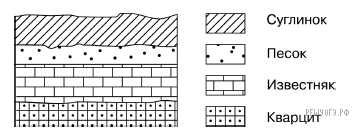 Суглинок
Песок
Известняк
Кварцит
РЕШУОГЭ.РФ